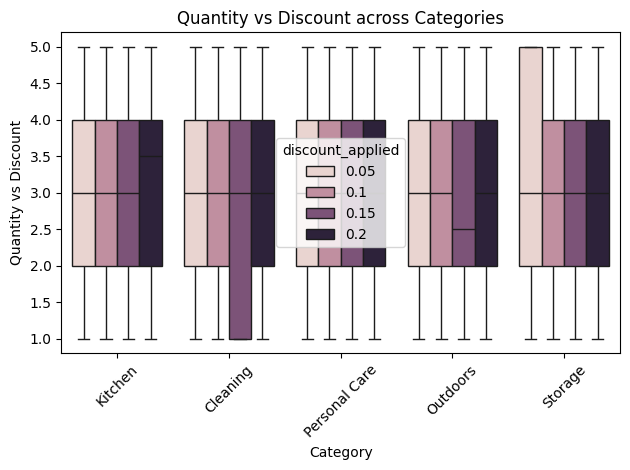 Quantity vs Discount across Categories
Quantity vs Discount
5.0
4.5
4.0
3.5
3.0
2.5
2.0
1.5
1.0
discount_applied
0.05
0.1
0.15
0.2
Kitchen
Cleaning
Personal Care
Outdoors
Storage
Category